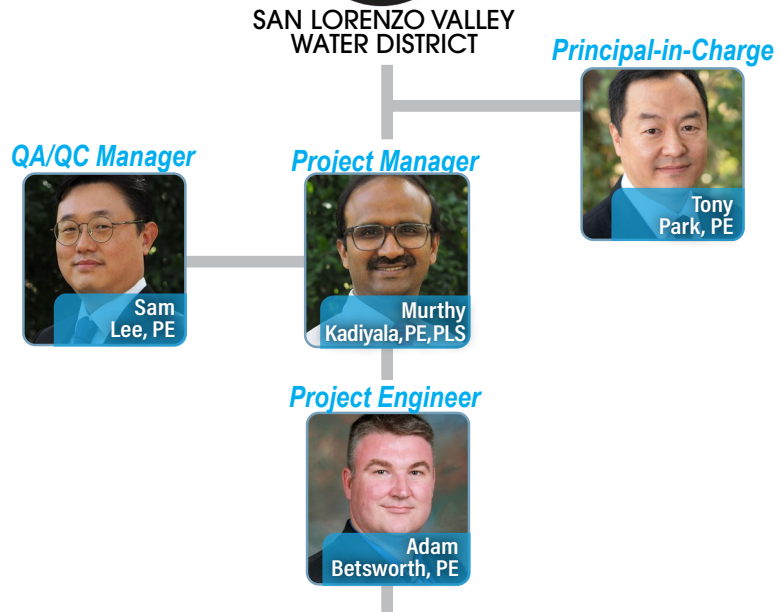 SAN LORENZO VALLEY
WATER DISTRICT
Principal-in-Charge
Tony
Park, PE
QA/QC Manager
Sam
Lee, PE
Project Manager
Murthy
Kadiyala, PE, PLS
Project Engineer
Adam
Betsworth, PE